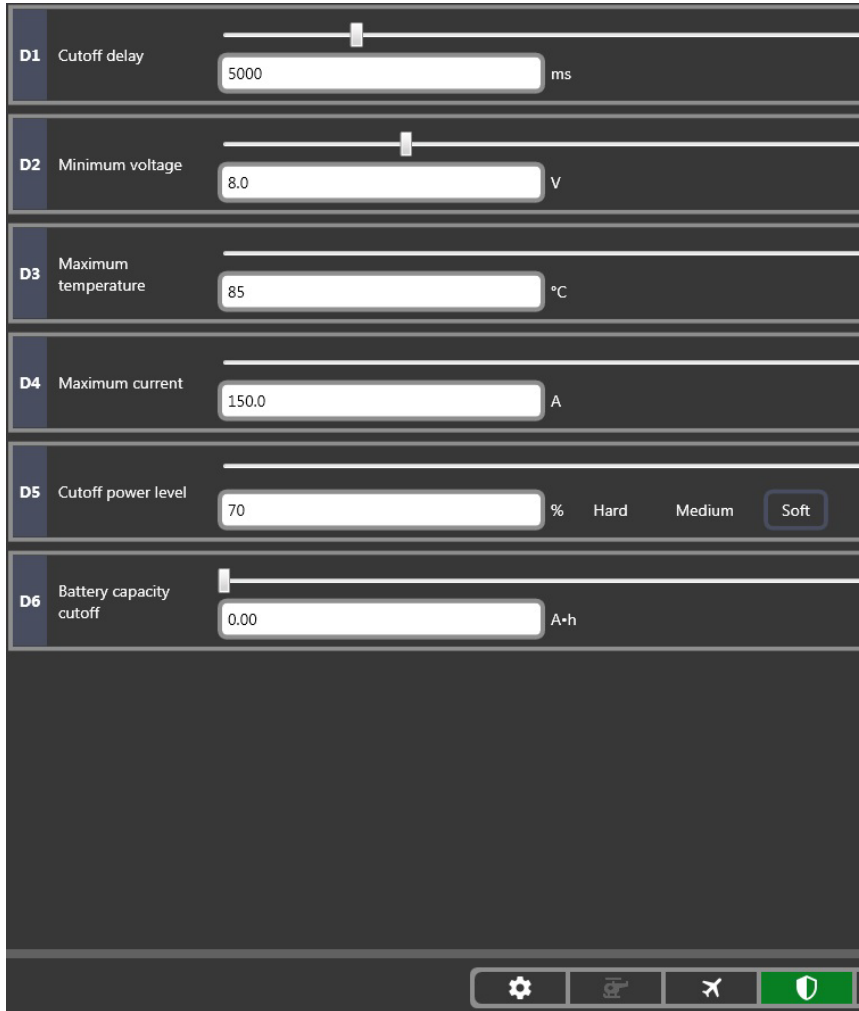 D1 Cutoff delay
5000 ms
D2 Minimum voltage
8.0 V
D3 Maximum
temperature
85 °C
D4 Maximum current
150.0 A
D5 Cutoff power level
70 % Hard Medium Soft
D6 Battery capacity
cutoff
0.00 A•h